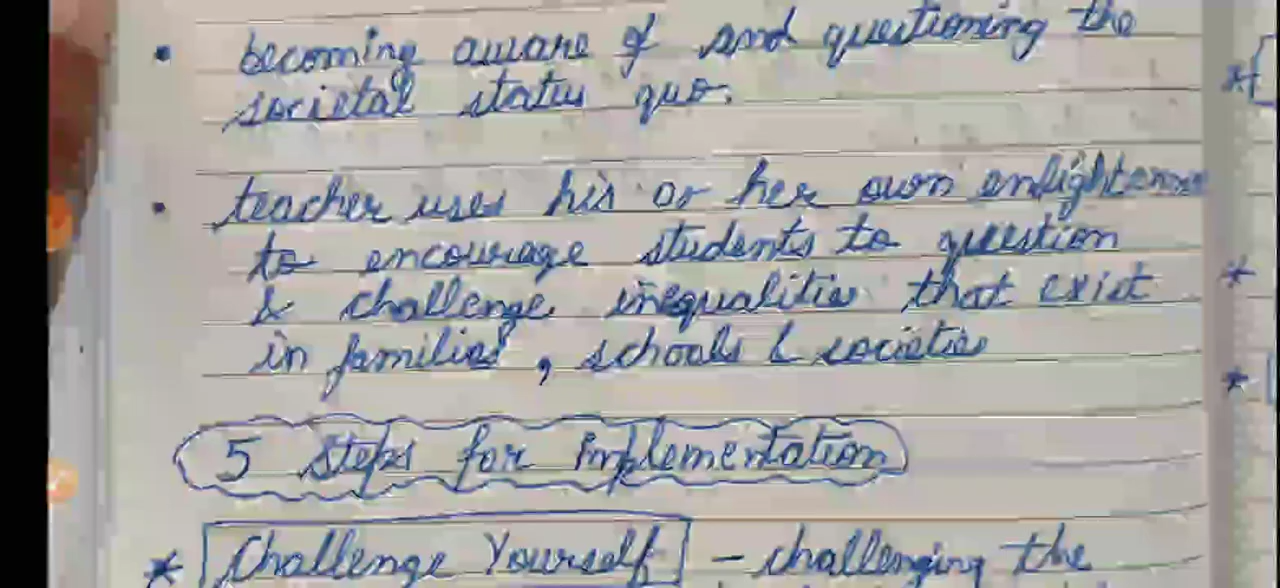 • becoming aware of and questioning the
societal status quo.
• teacher uses his or her own
to encourage students to question
& challenge inequalities that exist
in families, schools & societies
5 Steps for Implementation
* Challenge Yourself - challenging the
*
*
*